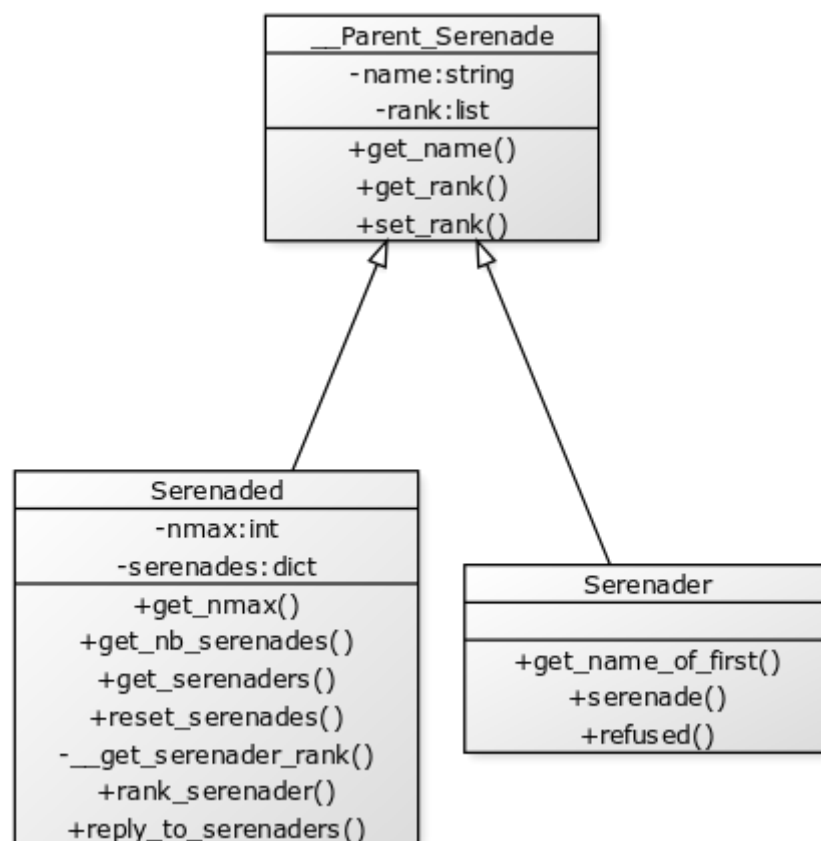 __Parent_Serenade
-name:string
-rank:list
+get_name()
+get_rank()
+set_rank()
Serenaded
-nmax:int
-serenades:dict
+get_nmax()
+get_nb_serenades()
+get_serenaders()
+reset_serenades()
-__get_serenader_rank()
+rank_serenader()
+reply_to_serenaders()
Serenader
+get_name_of_first()
+serenade()
+refused()